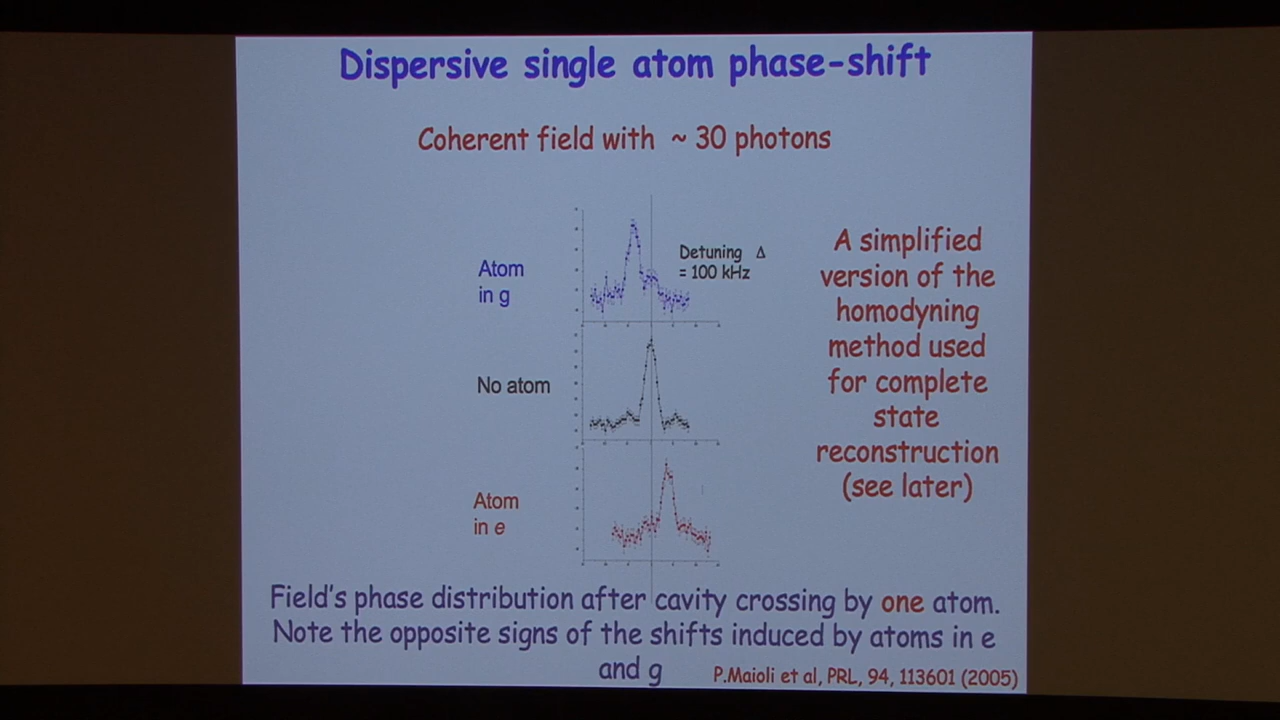 Dispersive single atom phase-shift
Coherent field with ~ 30 photons
Atom
in g
Detuning Δ
= 100 kHz
No atom
Atom
in e
A simplified
version of the
homodyning
method used
for complete
state
reconstruction
(see later)
Field's phase distribution after cavity crossing by one atom.
Note the opposite signs of the shifts induced by atoms in e
and g
P.Maioli et al, PRL, 94, 113601 (2005)